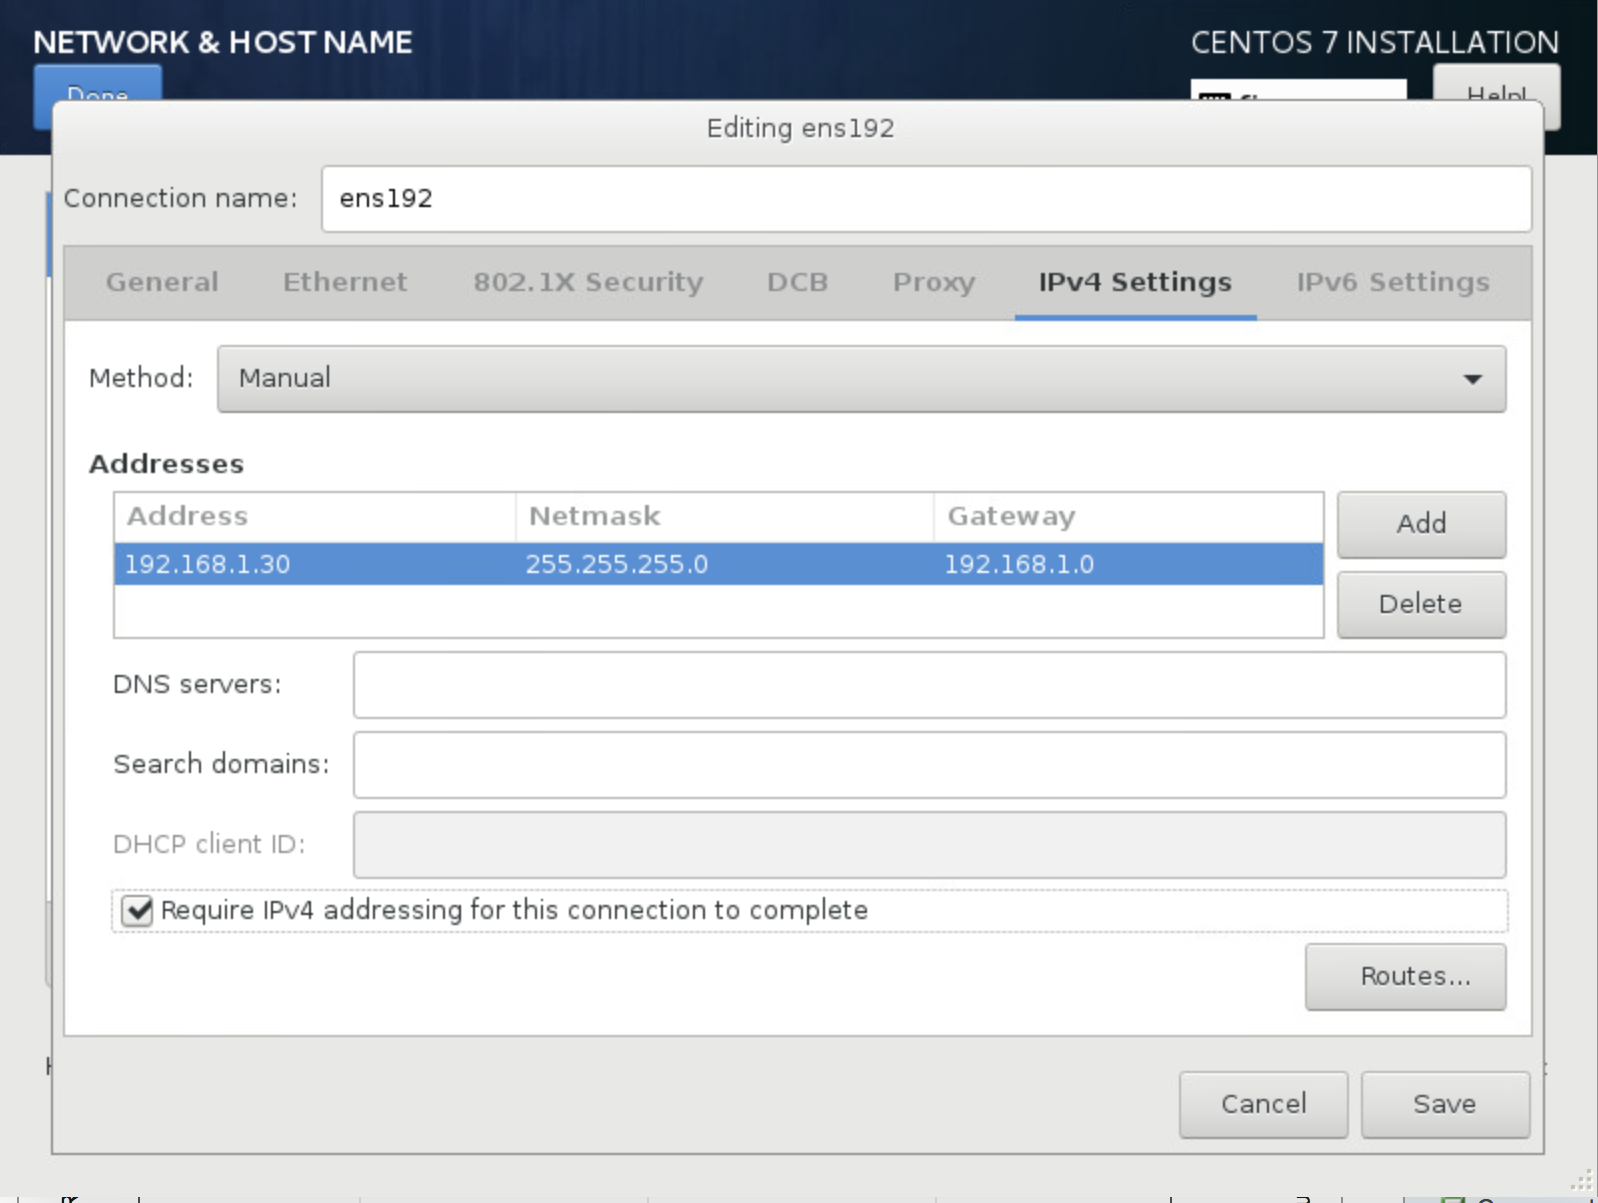 NETWORK & HOST NAME
CENTOS 7 INSTALLATION
Done
Help!
Editing ens192
Connection name: ens192
General Ethernet 802.1X Security DCB Proxy IPv4 Settings IPv6 Settings
Method: Manual
Addresses
Address Netmask Gateway
192.168.1.30 255.255.255.0 192.168.1.0
Add
Delete
DNS servers:
Search domains:
DHCP client ID:
Require IPv4 addressing for this connection to complete
Routes...
Cancel Save